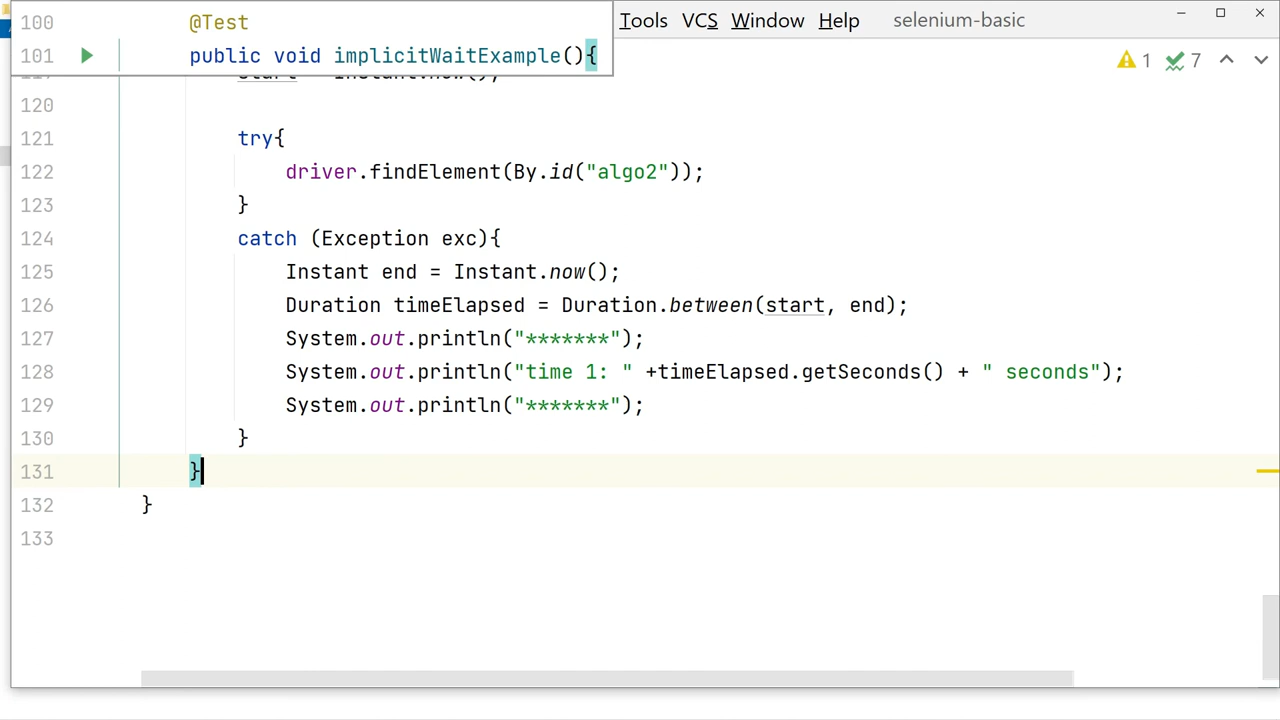 100 @Test
101 public void implicitWaitExample(){
Tools VCS Window Help selenium-basic
1 7
120
121 try{
122 driver.findElement(By.id("algo2"));
123 }
124 catch (Exception exc){
125 Instant end = Instant.now();
126 Duration timeElapsed = Duration.between(start, end);
127 System.out.println("*******");
128 System.out.println("time 1: " +timeElapsed.getSeconds() + " seconds");
129 System.out.println("*******");
130 }
131 }
132 }
133